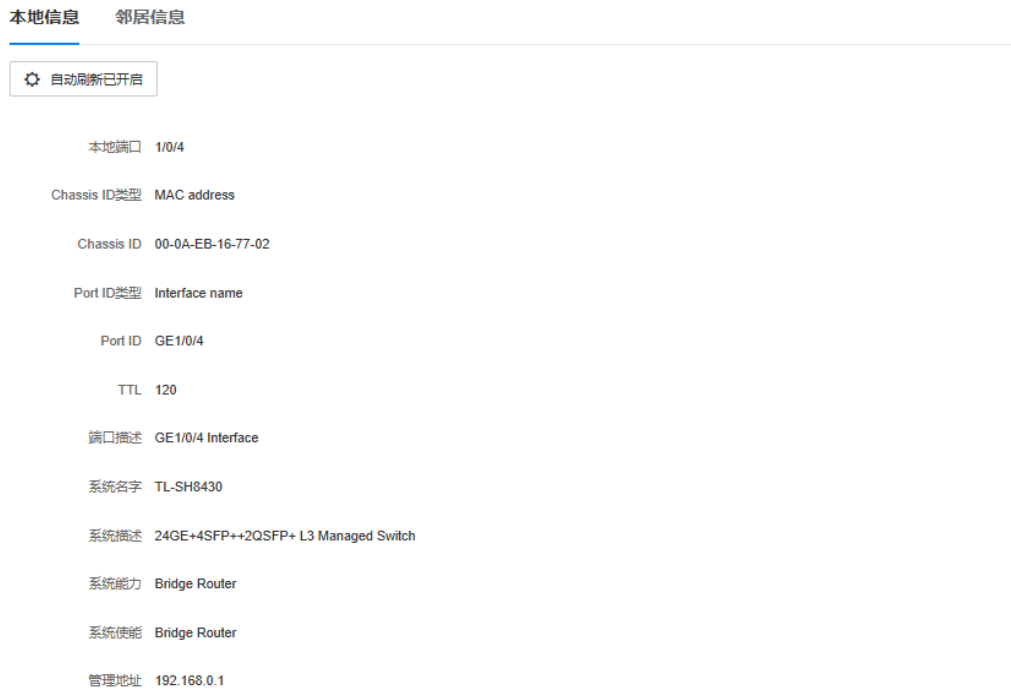 本地信息 邻居信息
自动刷新已开启
本地端口 1/0/4
Chassis ID类型 MAC address
Chassis ID 00-0A-EB-16-77-02
Port ID类型 Interface name
Port ID GE1/0/4
TTL 120
端口描述 GE1/0/4 Interface
系统名字 TL-SH8430
系统描述 24GE+4SFP++2QSFP+ L3 Managed Switch
系统能力 Bridge Router
系统使能 Bridge Router
管理地址 192.168.0.1